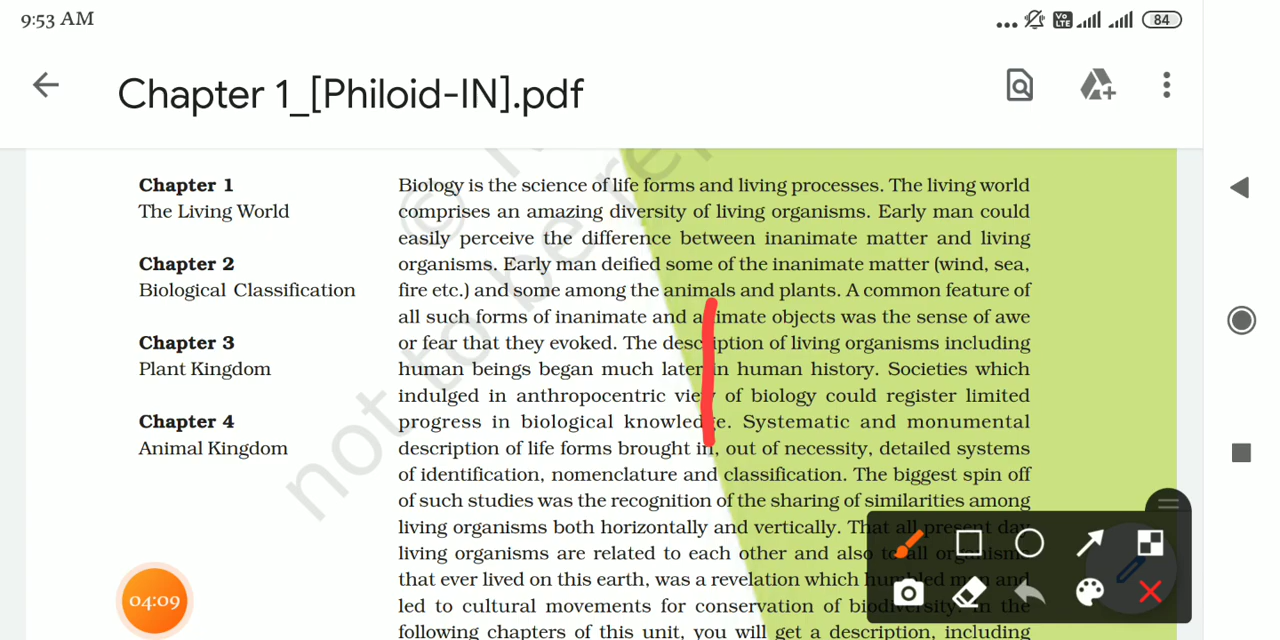 9:53 AM
Vo LTE
84
Chapter 1_[Philoid-IN].pdf
Chapter 1
The Living World
Chapter 2
Biological Classification
Chapter 3
Plant Kingdom
Chapter 4
Animal Kingdom
Biology is the science of life forms and living processes. The living world
comprises an amazing diversity of living organisms. Early man could
easily perceive the difference between inanimate matter and living
organisms. Early man deified some of the inanimate matter (wind, sea,
fire etc.) and some among the animals and plants. A common feature of
all such forms of inanimate and animate objects was the sense of awe
or fear that they evoked. The description of living organisms including
human beings began much later in human history. Societies which
indulged in anthropocentric view of biology could register limited
progress in biological knowledge. Systematic and monumental
description of life forms brought in, out of necessity, detailed systems
of identification, nomenclature and classification. The biggest spin off
of such studies was the recognition of the sharing of similarities among
living organisms both horizontally and vertically. That all present day
living organisms are related to each other and also to all organisms
that ever lived on this earth, was a revelation which humbled man and
led to cultural movements for conservation of biodiversity. In the
following chapters of this unit, you will get a description, including
not to be re
04:09